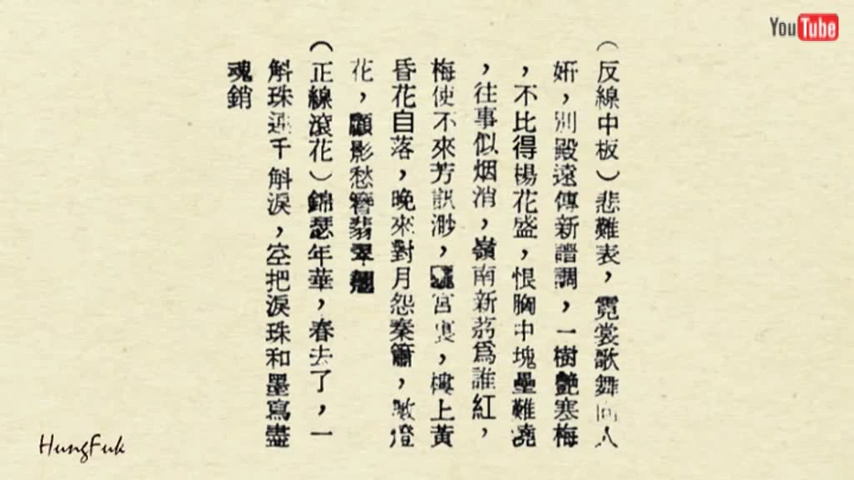 YouTube
（反線中板）悲難表，霓裳歌舞向人
妍，別殿遠傳新譜調，一樹艷寒梅
，不比得楊花盛，恨胸中塊壘難澆
，往事似烟消，嶺南新荔爲誰紅，
梅使不來芳訊渺，宮裏，樓上黃
昏花自落，晚來對月怨秦簫，燈
花，顧影愁簪翡翠翹
（正線滾花）錦瑟年華，春去了，一
斛珠千斛淚，空把淚珠和墨寫盡
魂銷
HungFuk